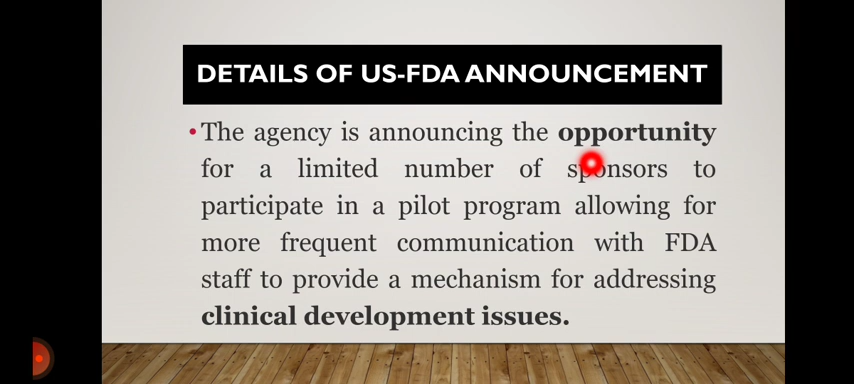 DETAILS OF US-FDA ANNOUNCEMENT
•The agency is announcing the opportunity
for a limited number of sponsors to
participate in a pilot program allowing for
more frequent communication with FDA
staff to provide a mechanism for addressing
clinical development issues.